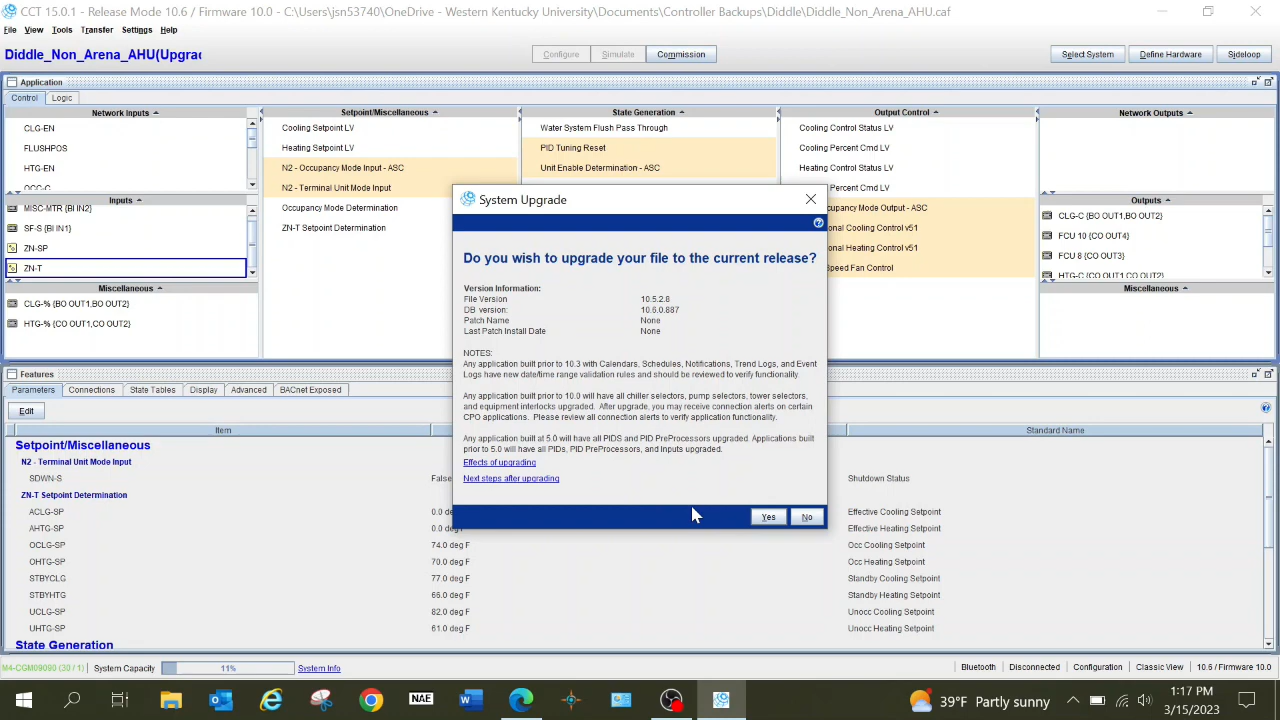 CCT 15.0.1 - Release Mode 10.6 / Firmware 10.0 - C:\Users\jsn53740\OneDrive - Western Kentucky University\Documents\Controller Backups\Diddle\Diddle_Non_Arena_AHU.caf
File View Tools Transfer Settings Help
Diddle_Non_Arena_AHU(Upgrac
Configure Simulate Commission
Select System Define Hardware Sideloop
Application
Control Logic
Network Inputs
CLG-EN
FLUSHPOS
HTG-EN
OCC-C
Inputs
MISC-MTR {BI IN2}
SF-S {BI IN1}
ZN-SP
ZN-T
Miscellaneous
CLG-% {BO OUT1,BO OUT2}
HTG-% {CO OUT1,CO OUT2}
Setpoint/Miscellaneous
Cooling Setpoint LV
Heating Setpoint LV
N2 - Occupancy Mode Input - ASC
N2 - Terminal Unit Mode Input
Occupancy Mode Determination
ZN-T Setpoint Determination
State Generation
Water System Flush Pass Through
PID Tuning Reset
Unit Enable Determination - ASC
Output Control
Cooling Control Status LV
Cooling Percent Cmd LV
Heating Control Status LV
Percent Cmd LV
upancy Mode Output - ASC
onal Cooling Control v51
onal Heating Control v51
Speed Fan Control
Network Outputs
Outputs
CLG-C {BO OUT1,BO OUT2}
FCU 10 {CO OUT4}
FCU 8 {CO OUT3}
HTG-C {CO OUT1,CO OUT2}
Miscellaneous
System Upgrade
Do you wish to upgrade your file to the current release?
Version Information:
File Version 10.5.2.8
DB version: 10.6.0.887
Patch Name None
Last Patch Install Date None
NOTES:
Any application built prior to 10.3 with Calendars, Schedules, Notifications, Trend Logs, and Event
Logs have new date/time range validation rules and should be reviewed to verify functionality
Any application built prior to 10.0 will have all chiller selectors, pump selectors, tower selectors,
and equipment interlocks upgraded. After upgrade, you may receive connection alerts on certain
CPO applications. Please review all connection alerts to verify application functionality.
Any application built at 5.0 will have all PIDS and PID PreProcessors upgraded. Applications built
prior to 5.0 will have all PIDs, PID PreProcessors, and Inputs upgraded.
Effects of upgrading
Next steps after upgrading
Yes No
Features
Parameters Connections State Tables Display Advanced BACnet Exposed
Edit
Item Standard Name
Setpoint/Miscellaneous
N2 - Terminal Unit Mode Input
SDWN-S False Shutdown Status
ZN-T Setpoint Determination
ACLG-SP 0.0 deg F Effective Cooling Setpoint
AHTG-SP 0.0 deg F Effective Heating Setpoint
OCLG-SP 74.0 deg F Occ Cooling Setpoint
OHTG-SP 70.0 deg F Occ Heating Setpoint
STBYCLG 77.0 deg F Standby Cooling Setpoint
STBYHTG 66.0 deg F Standby Heating Setpoint
UCLG-SP 82.0 deg F Unocc Cooling Setpoint
UHTG-SP 61.0 deg F Unocc Heating Setpoint
State Generation
M4-CGM09090 (30 / 1) System Capacity 11% System Info
Bluetooth Disconnected Configuration Classic View 10.6 / Firmware 10.0
NAE
39°F Partly sunny
1:17 PM
3/15/2023